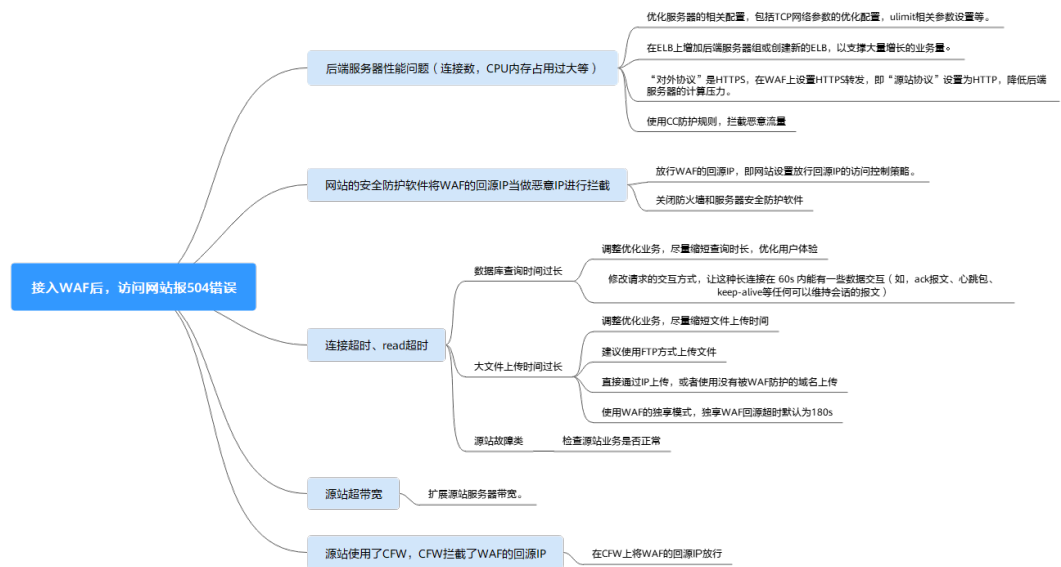 接入WAF后，访问网站报504错误
后端服务器性能问题（连接数，CPU内存占用过大等）
优化服务器的相关配置，包括TCP网络参数的优化配置，ulimit相关参数设置等。
在ELB上增加后端服务器组或创建新的ELB，以支撑大量增长的业务量。
“对外协议”是HTTPS，在WAF上设置HTTPS转发，即“源站协议”设置为HTTP，降低后端
服务器的计算压力。
使用CC防护规则，拦截恶意流量
网站的安全防护软件将WAF的回源IP当做恶意IP进行拦截
放行WAF的回源IP，即网站设置放行回源IP的访问控制策略。
关闭防火墙和服务器安全防护软件
连接超时、read超时
数据库查询时间过长
调整优化业务，尽量缩短查询时长，优化用户体验
修改请求的交互方式，让这种长连接在 60s 内能有一些数据交互（如，ack报文、心跳包、
keep-alive等任何可以维持会话的报文）
大文件上传时间过长
调整优化业务，尽量缩短文件上传时间
建议使用FTP方式上传文件
直接通过IP上传，或者使用没有被WAF防护的域名上传
使用WAF的独享模式，独享WAF回源超时默认为180s
源站故障类
检查源站业务是否正常
源站超带宽
扩展源站服务器带宽。
源站使用了CFW，CFW拦截了WAF的回源IP
在CFW上将WAF的回源IP放行